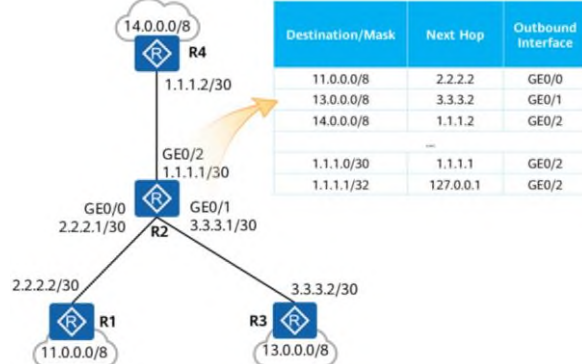 14.0.0.0/8
R4
1.1.1.2/30
Destination/Mask Next Hop Outbound Interface
11.0.0.0/8 2.2.2.2 GE0/0
13.0.0.0/8 3.3.3.2 GE0/1
14.0.0.0/8 1.1.1.2 GE0/2
...
1.1.1.0/30 1.1.1.1 GE0/2
1.1.1.1/32 127.0.0.1 GE0/2
GE0/2
1.1.1.1/30
GE0/0
2.2.2.1/30
R
R2
GE0/1
3.3.3.1/30
2.2.2.2/30
3.3.3.2/30
R
R1
R3
R
11.0.0.0/8
13.0.0.0/8